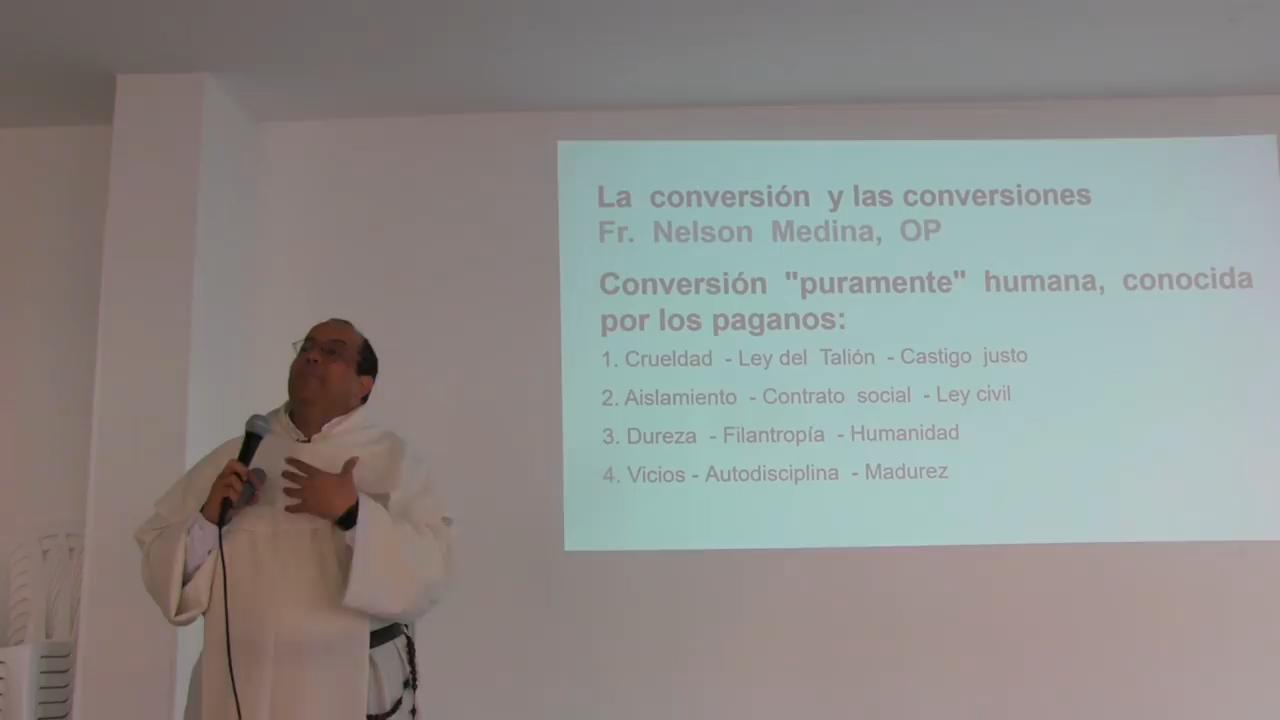 La conversión y las conversiones
Fr. Nelson Medina, OP
Conversión "puramente" humana, conocida
por los paganos:
1. Crueldad - Ley del Talión - Castigo justo
2. Aislamiento - Contrato social - Ley civil
3. Dureza - Filantropía - Humanidad
4. Vicios - Autodisciplina - Madurez